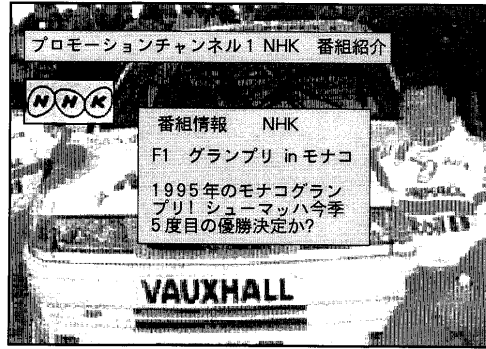 プロモーションチャンネル1 NHK 番組紹介
NHK
番組情報 NHK
F1 グランプリ in モナコ
1995年のモナコグラン
プリ! シューマッハ今季
5度目の優勝決定か?
VAUXHALL